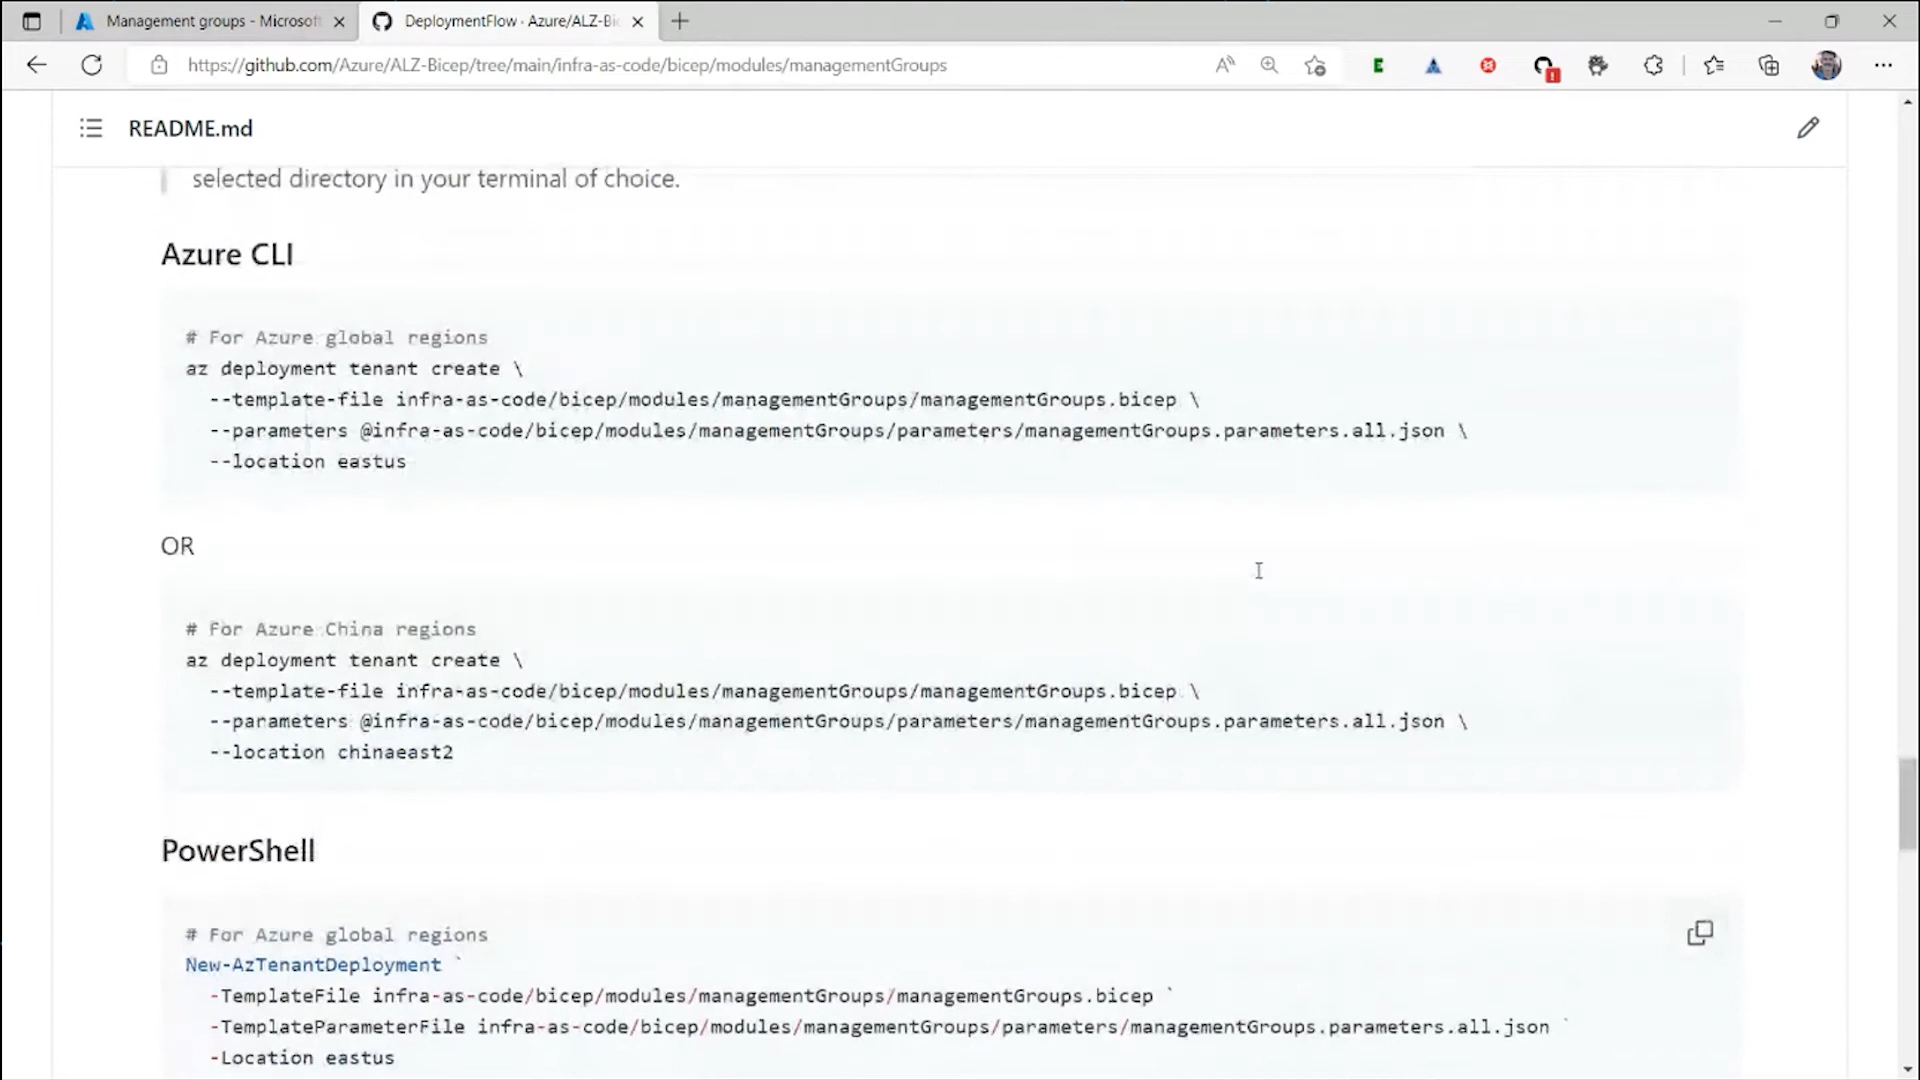 Management groups - Microsof
DeploymentFlow · Azure/ALZ-Bi
https://github.com/Azure/ALZ-Bicep/tree/main/infra-as-code/bicep/modules/managementGroups
README.md
selected directory in your terminal of choice.
Azure CLI
# For Azure global regions
az deployment tenant create \
--template-file infra-as-code/bicep/modules/managementGroups/managementGroups.bicep \
--parameters @infra-as-code/bicep/modules/managementGroups/parameters/managementGroups.parameters.all.json \
--location eastus
OR
# For Azure China regions
az deployment tenant create \
--template-file infra-as-code/bicep/modules/managementGroups/managementGroups.bicep \
--parameters @infra-as-code/bicep/modules/managementGroups/parameters/managementGroups.parameters.all.json \
--location chinaeast2
PowerShell
# For Azure global regions
New-AzTenantDeployment `
-TemplateFile infra-as-code/bicep/modules/managementGroups/managementGroups.bicep `
-TemplateParameterFile infra-as-code/bicep/modules/managementGroups/parameters/managementGroups.parameters.all.json `
-Location eastus